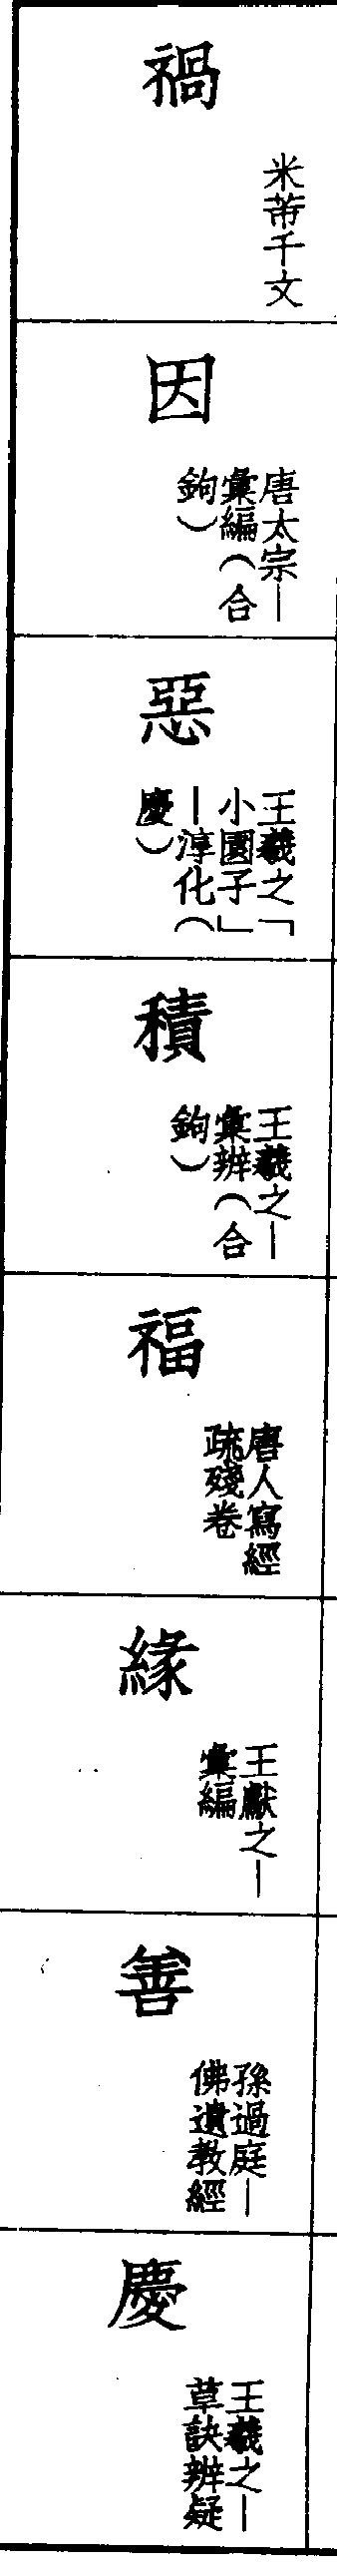 禍
米芾千文
因
唐太宗—
彙編（合
鉤）
惡
王羲之「
小園子」
—淳化（
慶）
積
王羲之—
彙辨（合
鉤）
福
唐人寫經
疏殘卷
緣
王獻之—
彙編
善
孫過庭—
佛遺教經
慶
王羲之—
草訣辨疑